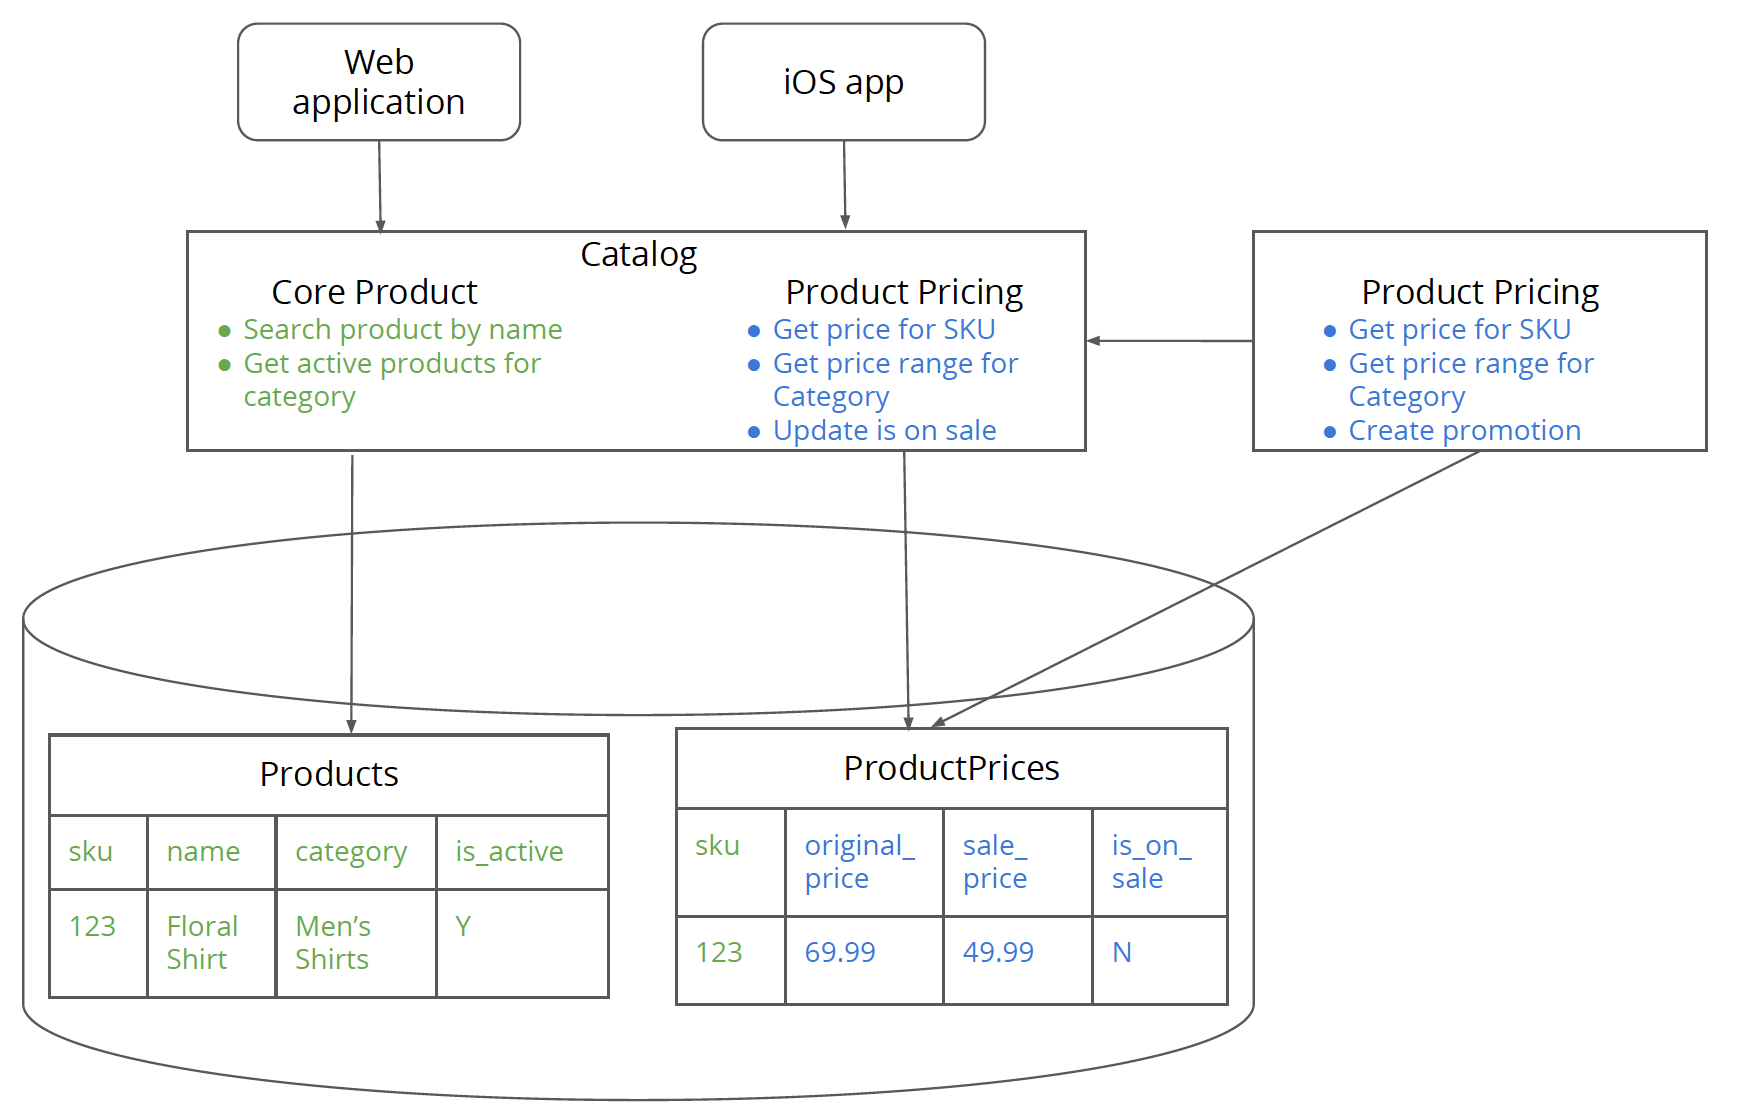 Web
application
iOS app
Catalog
Core Product
● Search product by name
● Get active products for
category
Product Pricing
● Get price for SKU
● Get price range for
Category
● Update is on sale
Product Pricing
● Get price for SKU
● Get price range for
Category
● Create promotion
Products
sku name category is_active
123 Floral Men’s Y
Shirt Shirts
ProductPrices
sku original_ sale_ is_on_
price price sale
123 69.99 49.99 N